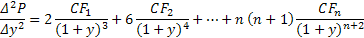 Δ²P/Δy² = 2 CF₁/(1 + y)³ + 6 CF₂/(1 + y)⁴ + ⋯ + n (n + 1) CFₙ/(1 + y)ⁿ⁺²